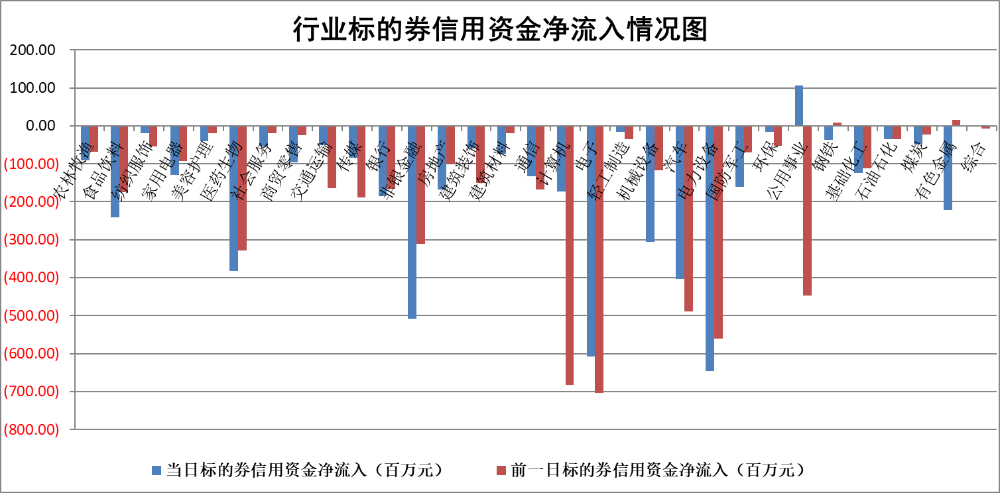 行业标的券信用资金净流入情况图
200.00
100.00
0.00
(100.00)
(200.00)
(300.00)
(400.00)
(500.00)
(600.00)
(700.00)
(800.00)
农林牧渔
食品饮料
纺织服饰
家用电器
美容护理
医药生物
社会服务
商贸零售
交通运输
传媒
银行
非银金融
房地产
建筑装饰
建筑材料
通信
计算机
电子
轻工制造
机械设备
汽车
电力设备
国防军工
环保
公用事业
钢铁
基础化工
石油石化
煤炭
有色金属
综合
当日标的券信用资金净流入（百万元）
前一日标的券信用资金净流入（百万元）